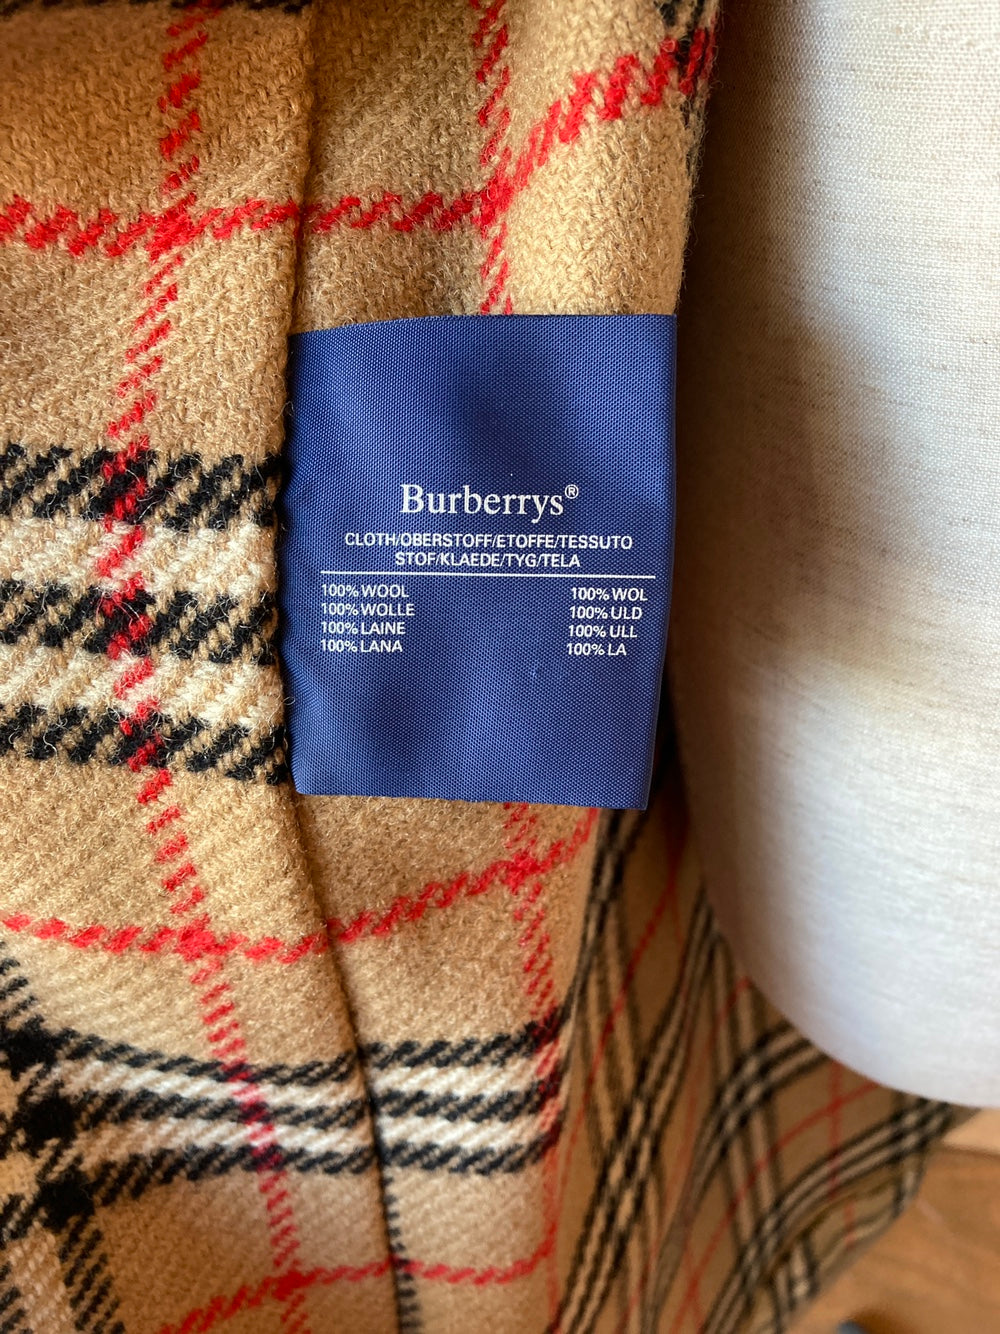 Burberrys®
CLOTH/OBERSTOFF/ETOFFE/TESSUTO
STOF/KLAEDE/TYG/TELA
100% WOOL 100% WOL
100% WOLLE 100% ULD
100% LAINE 100% ULL
100% LANA 100% LA